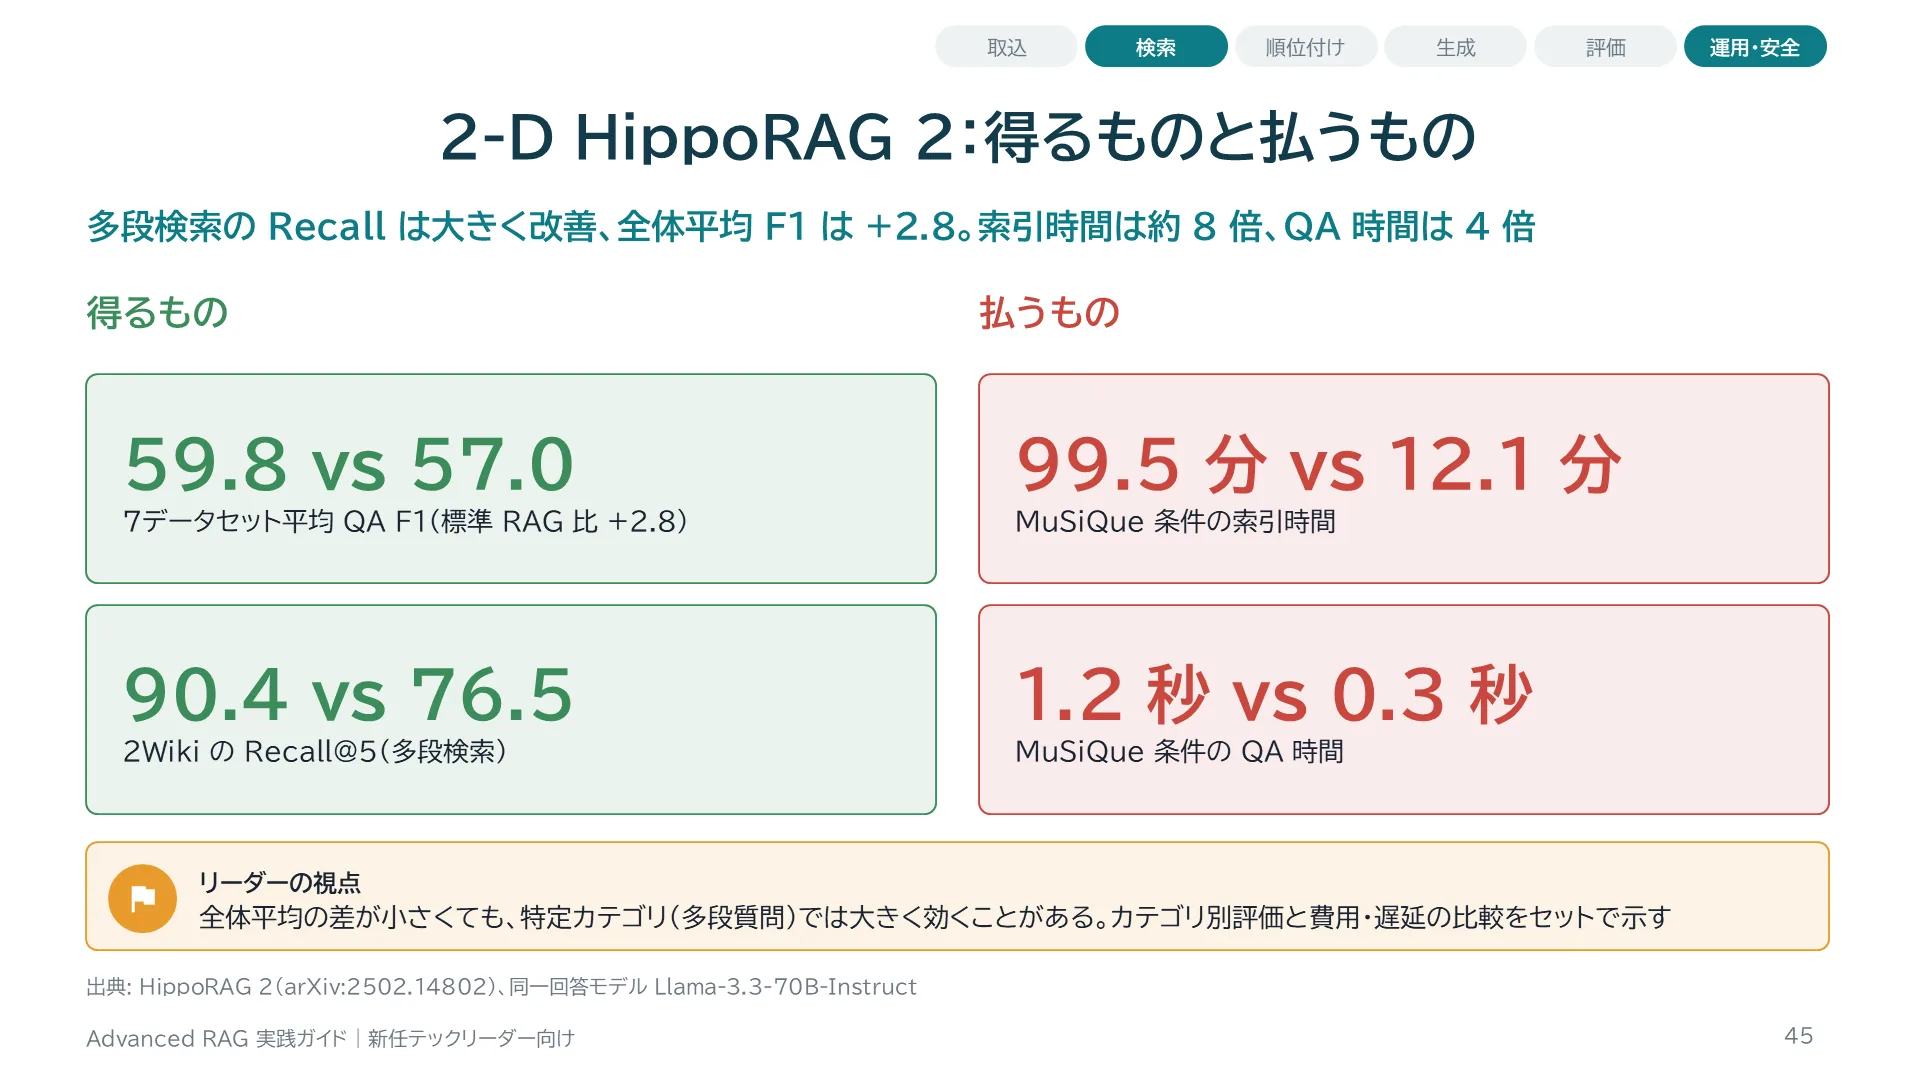 取込
検索
順位付け
生成
評価
運用・安全
2-D HippoRAG 2：得るものと払うもの
多段検索の Recall は大きく改善、全体平均 F1 は +2.8。索引時間は約 8 倍、QA 時間は 4 倍
得るもの
59.8 vs 57.0
7データセット平均 QA F1（標準 RAG 比 +2.8）
90.4 vs 76.5
2Wiki の Recall@5（多段検索）
払うもの
99.5 分 vs 12.1 分
MuSiQue 条件の索引時間
1.2 秒 vs 0.3 秒
MuSiQue 条件の QA 時間
リーダーの視点
全体平均の差が小さくても、特定カテゴリ（多段質問）では大きく効くことがある。カテゴリ別評価と費用・遅延の比較をセットで示す
出典: HippoRAG 2（arXiv:2502.14802）、同一回答モデル Llama-3.3-70B-Instruct
Advanced RAG 実践ガイド｜新任テックリーダー向け
45